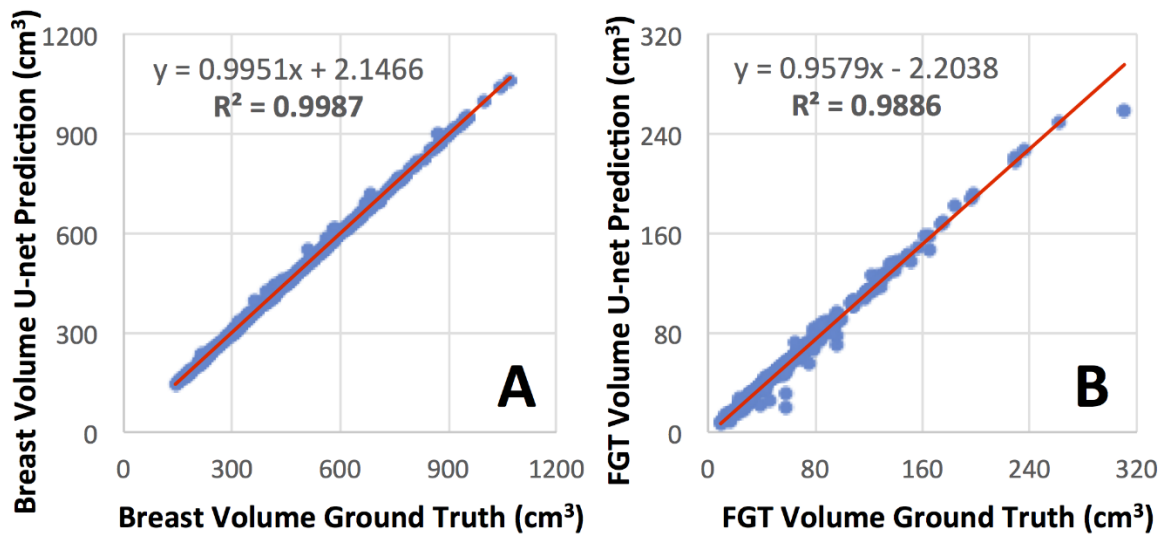 Breast Volume U-net Prediction (cm³)
1200
900
600
300
0
y = 0.9951x + 2.1466
R² = 0.9987
A
0 300 600 900 1200
Breast Volume Ground Truth (cm³)
FGT Volume U-net Prediction (cm³)
320
240
160
80
0
y = 0.9579x - 2.2038
R² = 0.9886
B
0 80 160 240 320
FGT Volume Ground Truth (cm³)